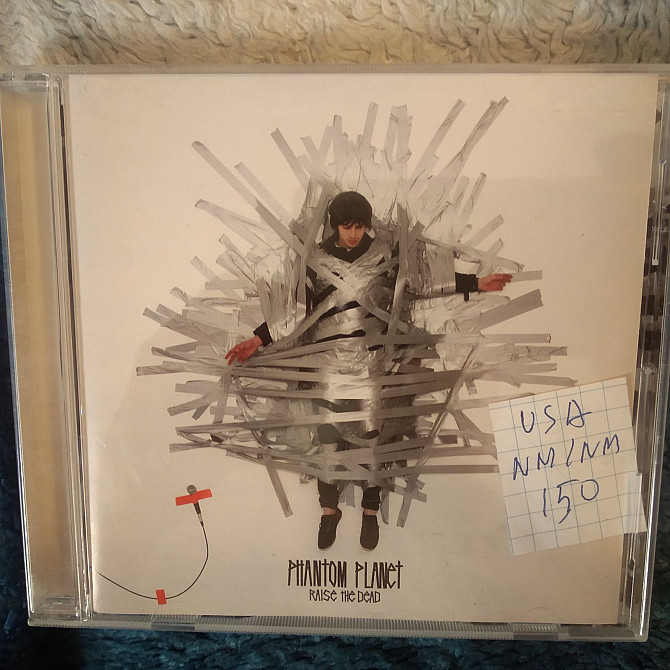 USA
NM/NM
150
PHANTOM PLANET
RAISE THE DEAD